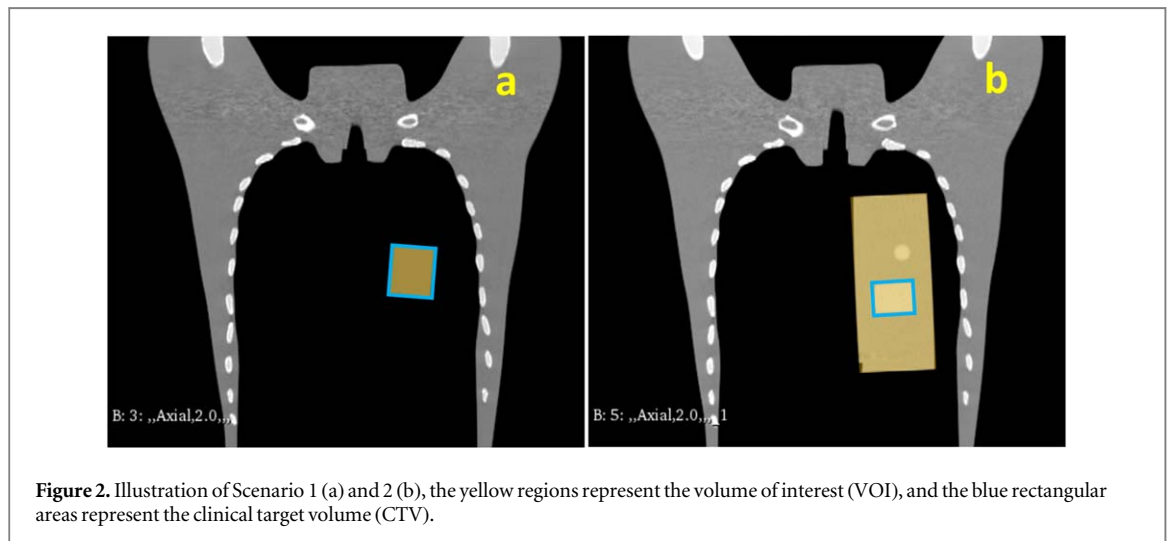 a
b
B: 3: ,,Axial,2.0,,,
B: 5: ,,Axial,2.0,,,_1
Figure 2. Illustration of Scenario 1 (a) and 2 (b), the yellow regions represent the volume of interest (VOI), and the blue rectangular
areas represent the clinical target volume (CTV).